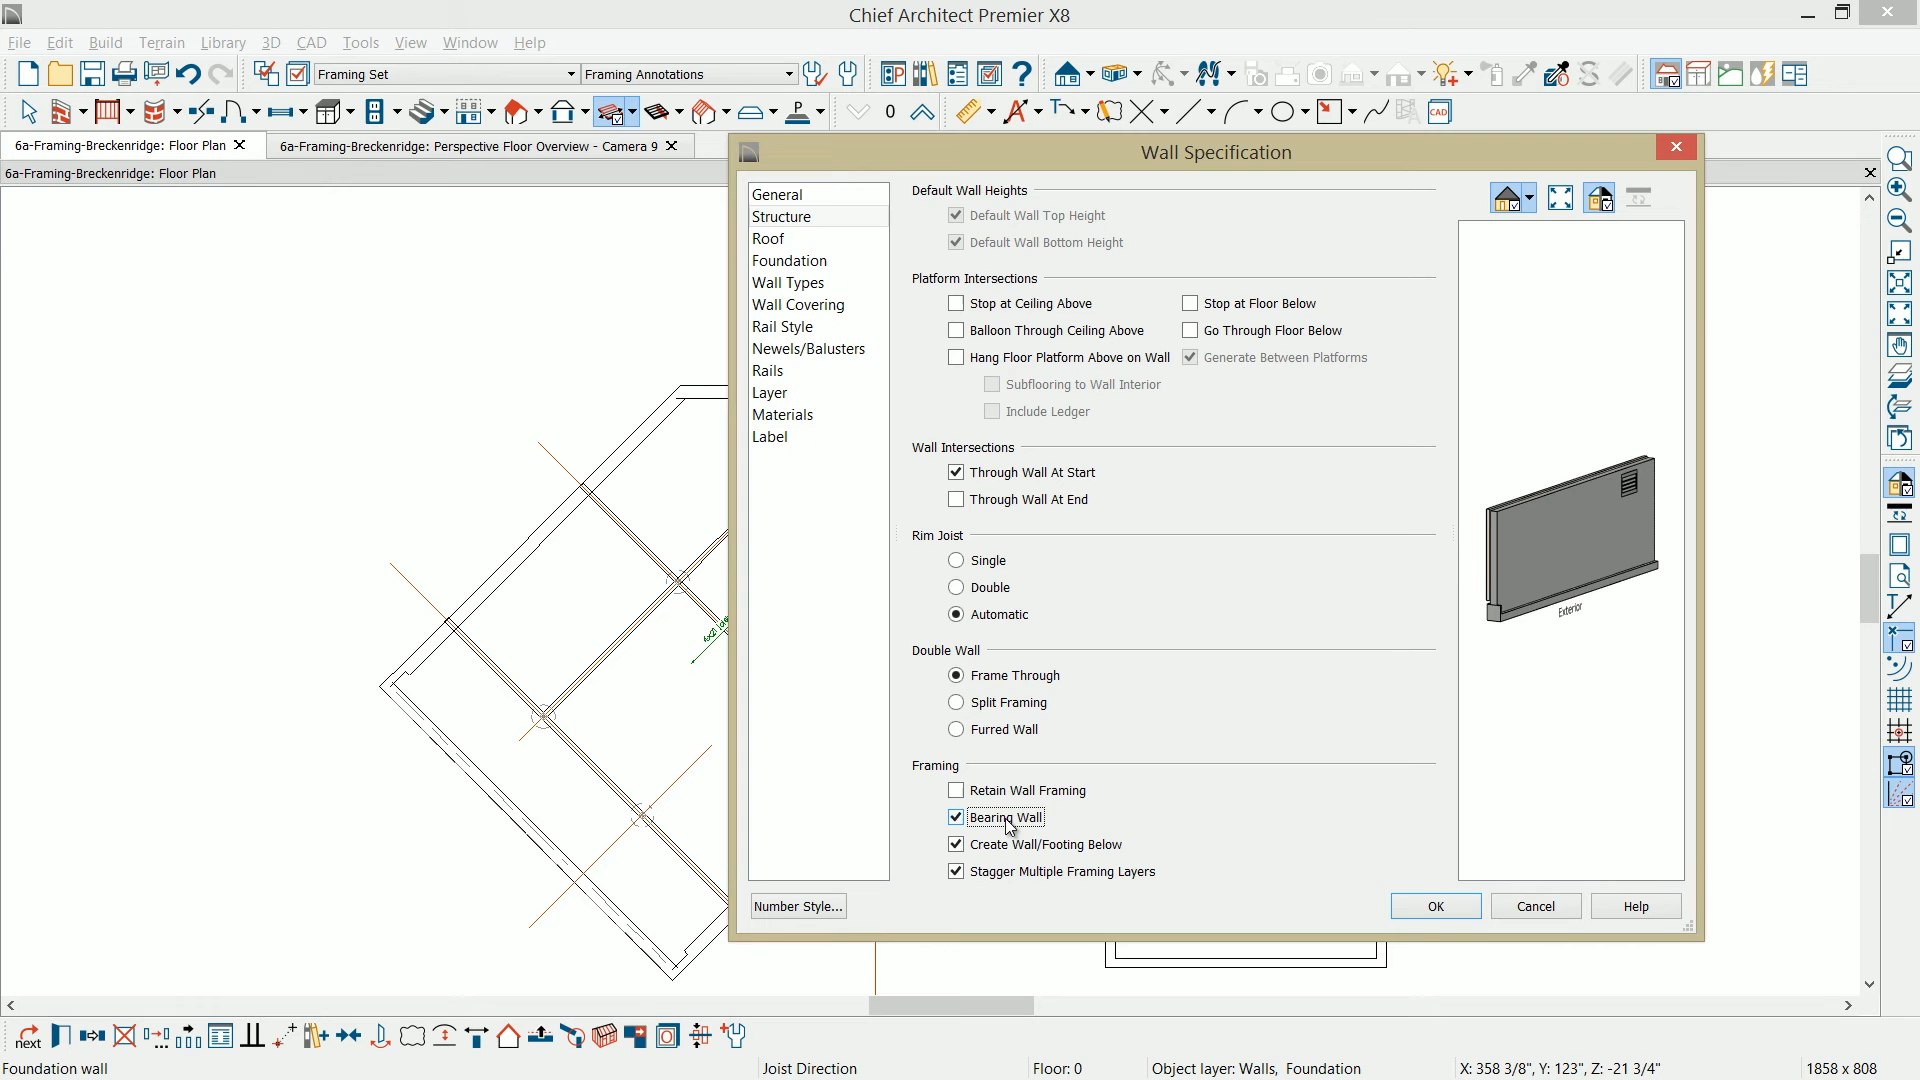 Chief Architect Premier X8
File Edit Build Terrain Library 3D CAD Tools View Window Help
Framing Set
Framing Annotations
0
CAD
6a-Framing-Breckenridge: Floor Plan
6a-Framing-Breckenridge: Perspective Floor Overview - Camera 9
6a-Framing-Breckenridge: Floor Plan
Wall Specification
General
Structure
Roof
Foundation
Wall Types
Wall Covering
Rail Style
Newels/Balusters
Rails
Layer
Materials
Label
Default Wall Heights
Default Wall Top Height
Default Wall Bottom Height
Platform Intersections
Stop at Ceiling Above
Stop at Floor Below
Balloon Through Ceiling Above
Go Through Floor Below
Hang Floor Platform Above on Wall
Generate Between Platforms
Subflooring to Wall Interior
Include Ledger
Wall Intersections
Through Wall At Start
Through Wall At End
Rim Joist
Single
Double
Automatic
Double Wall
Frame Through
Split Framing
Furred Wall
Framing
Retain Wall Framing
Bearing Wall
Create Wall/Footing Below
Stagger Multiple Framing Layers
Exterior
Number Style...
OK
Cancel
Help
next
Foundation wall
Joist Direction
Floor: 0
Object layer: Walls, Foundation
X: 358 3/8", Y: 123", Z: -21 3/4"
1858 x 808